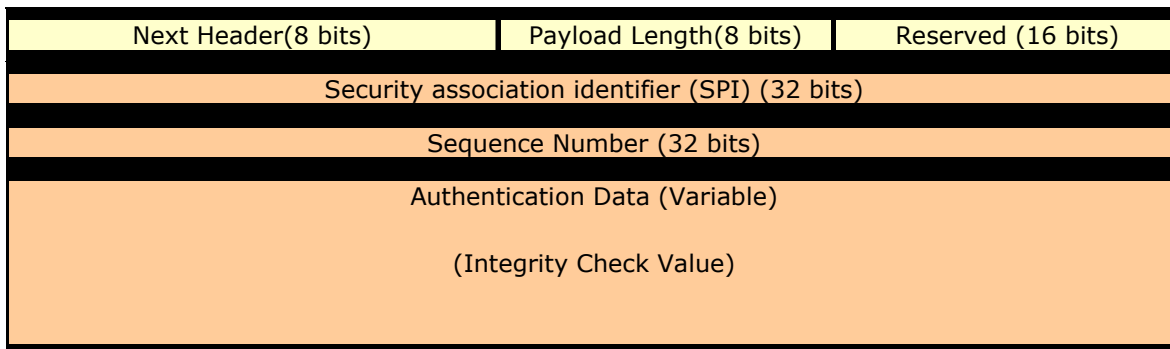 Next Header(8 bits) Payload Length(8 bits) Reserved (16 bits)
Security association identifier (SPI) (32 bits)
Sequence Number (32 bits)
Authentication Data (Variable)
(Integrity Check Value)